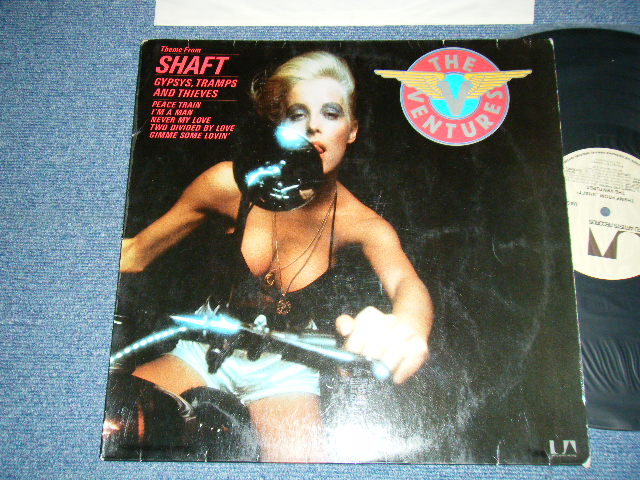 Theme From
SHAFT
GYPSYS, TRAMPS
AND THIEVES
PEACE TRAIN
I'M A MAN
NEVER MY LOVE
TWO DIVIDED BY LOVE
GIMME SOME LOVIN'
THE
V
VENTURES
UA